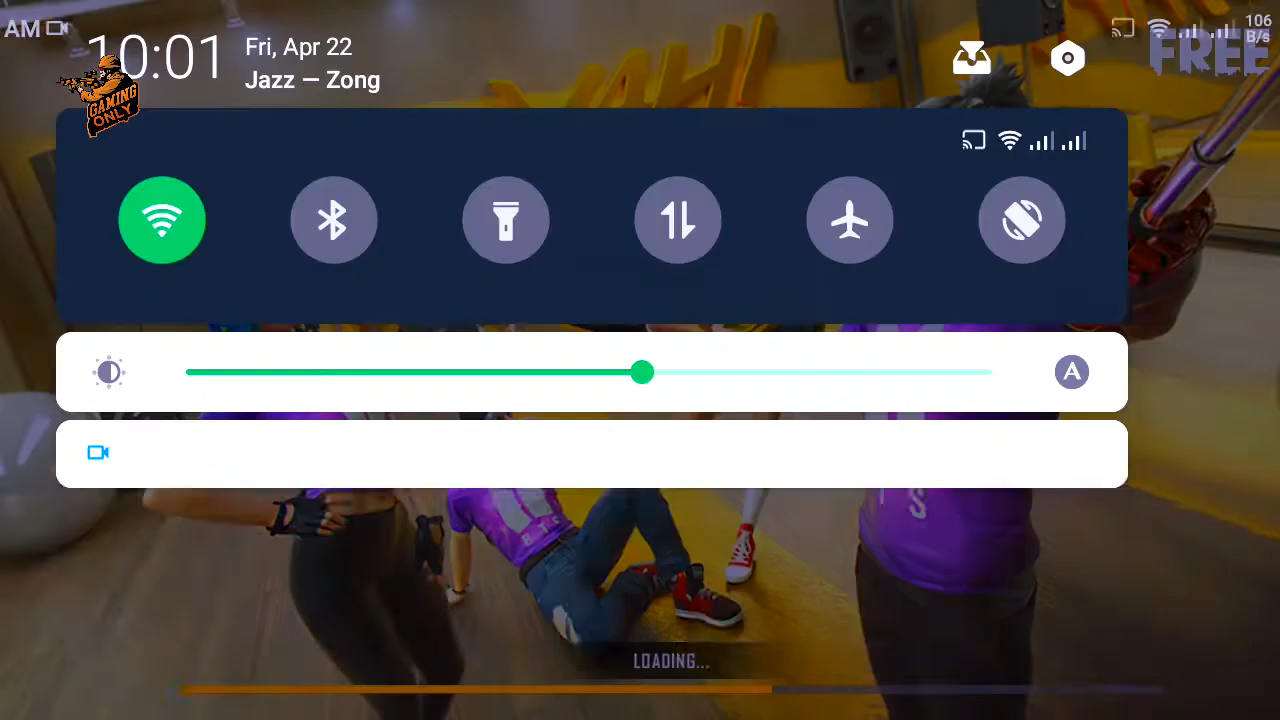 AM
106
B/s
10:01
Fri, Apr 22
Jazz — Zong
FREE
GAMING
ONLY
A
LOADING...